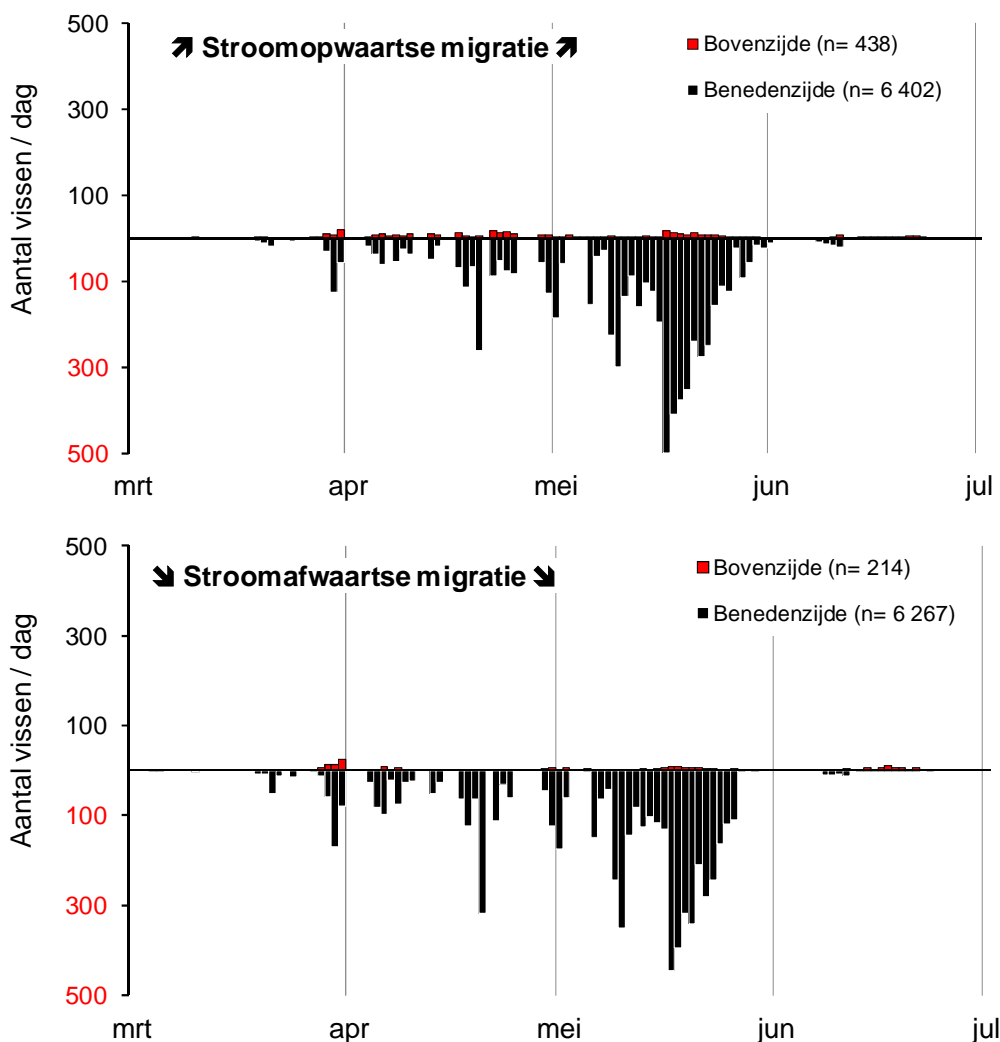 500
↗ Stroomopwaartse migratie ↗
Bovenzijde (n= 438)
Benedenzijde (n= 6 402)
300
100
100
300
500
Aantal vissen / dag
mrt apr mei jun jul
500
↘ Stroomafwaartse migratie ↘
Bovenzijde (n= 214)
Benedenzijde (n= 6 267)
300
100
100
300
500
Aantal vissen / dag
mrt apr mei jun jul